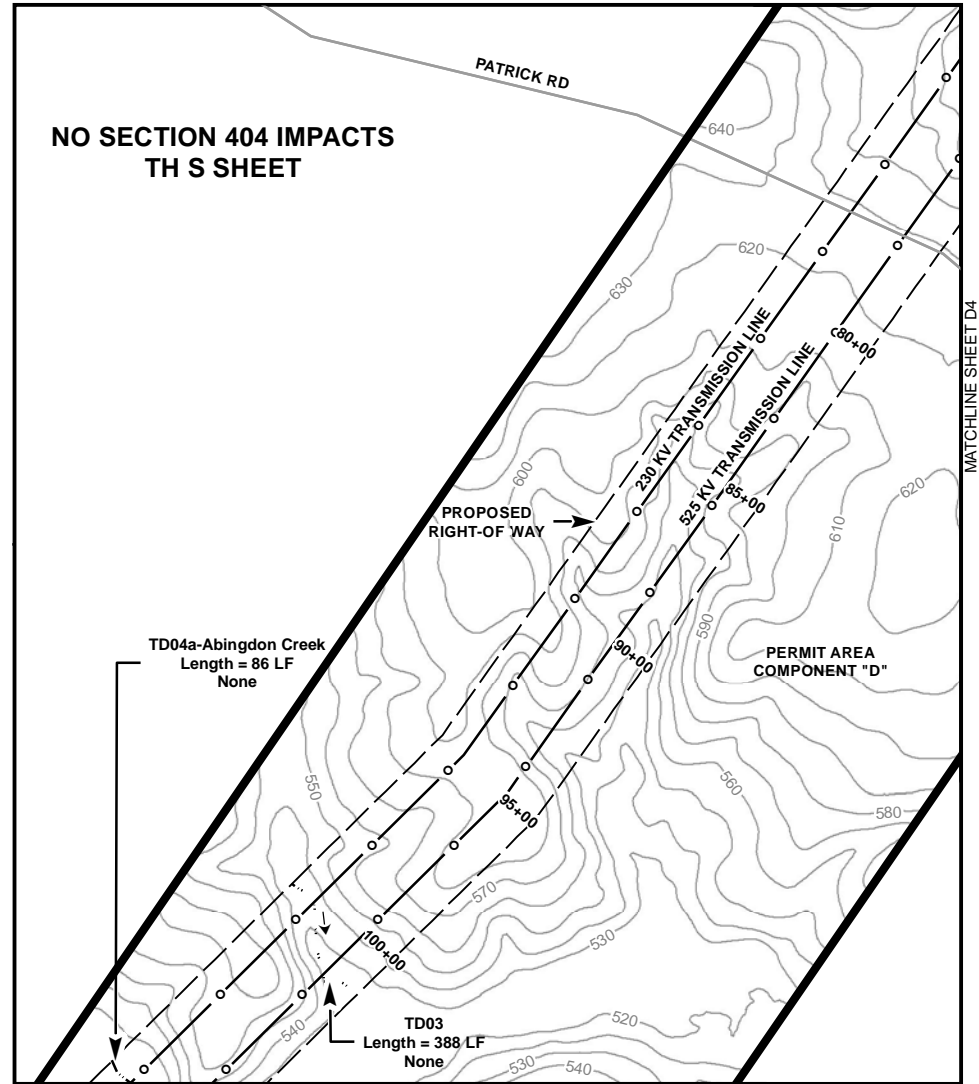 PATRICK RD
NO SECTION 404 IMPACTS
TH S SHEET
640
620
630
MATCHLINE SHEET D4
80+00
230 KV TRANSMISSION LINE
525 KV TRANSMISSION LINE
600
85+00
620
610
PROPOSED
RIGHT-OF WAY
590
90+00
PERMIT AREA
COMPONENT "D"
TD04a-Abingdon Creek
Length = 86 LF
None
550
560
95+00
580
570
100+00
530
540
520
TD03
Length = 388 LF
None
530
540